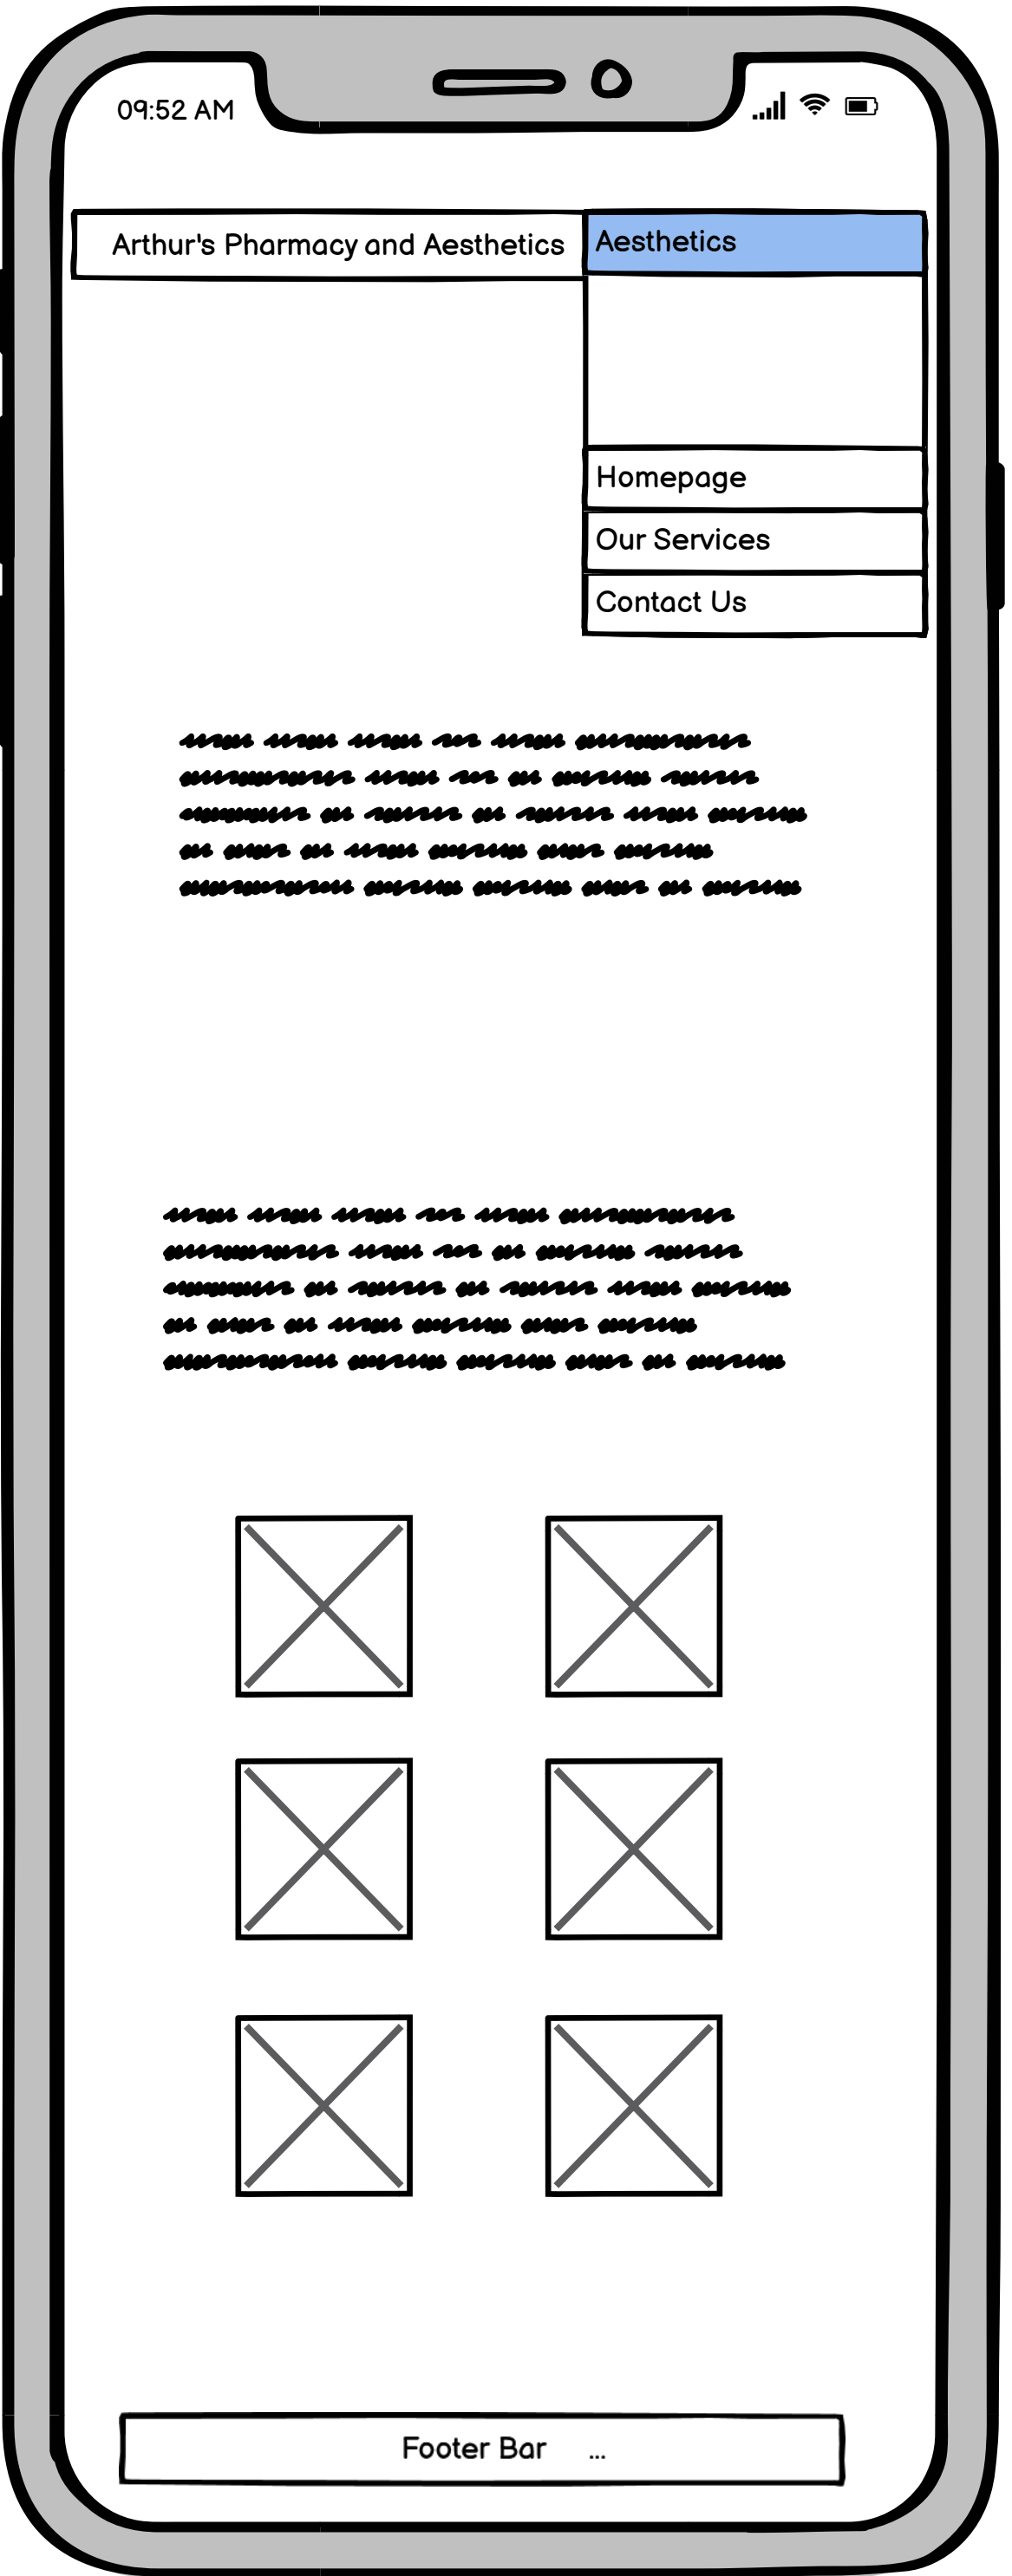 09:52 AM
Arthur's Pharmacy and Aesthetics
Aesthetics
Homepage
Our Services
Contact Us
Footer Bar ...